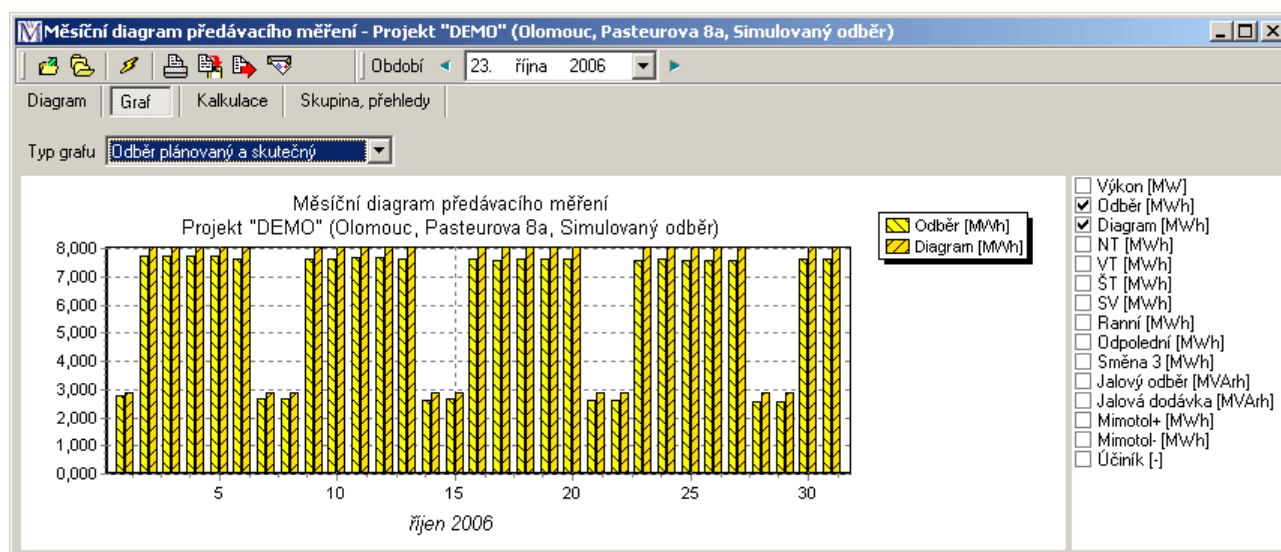 Měsíční diagram předávacího měření - Projekt "DEMO" (Olomouc, Pasteurova 8a, Simulovaný odběr)
Období 23. října 2006
Diagram Graf Kalkulace Skupina, přehledy
Typ grafu Odběr plánovaný a skutečný
Měsíční diagram předávacího měření
Projekt "DEMO" (Olomouc, Pasteurova 8a, Simulovaný odběr)
8,000
7,000
6,000
5,000
4,000
3,000
2,000
1,000
0,000
5 10 15 20 25 30
říjen 2006
Odběr [MWh]
Diagram [MWh]
Výkon [MW]
Odběr [MWh]
Diagram [MWh]
NT [MWh]
VT [MWh]
ŠT [MWh]
SV [MWh]
Ranní [MWh]
Odpolední [MWh]
Směna 3 [MWh]
Jalový odběr [MVArh]
Jalová dodávka [MVArh]
Mimotol+ [MWh]
Mimotol- [MWh]
Účiník [-]